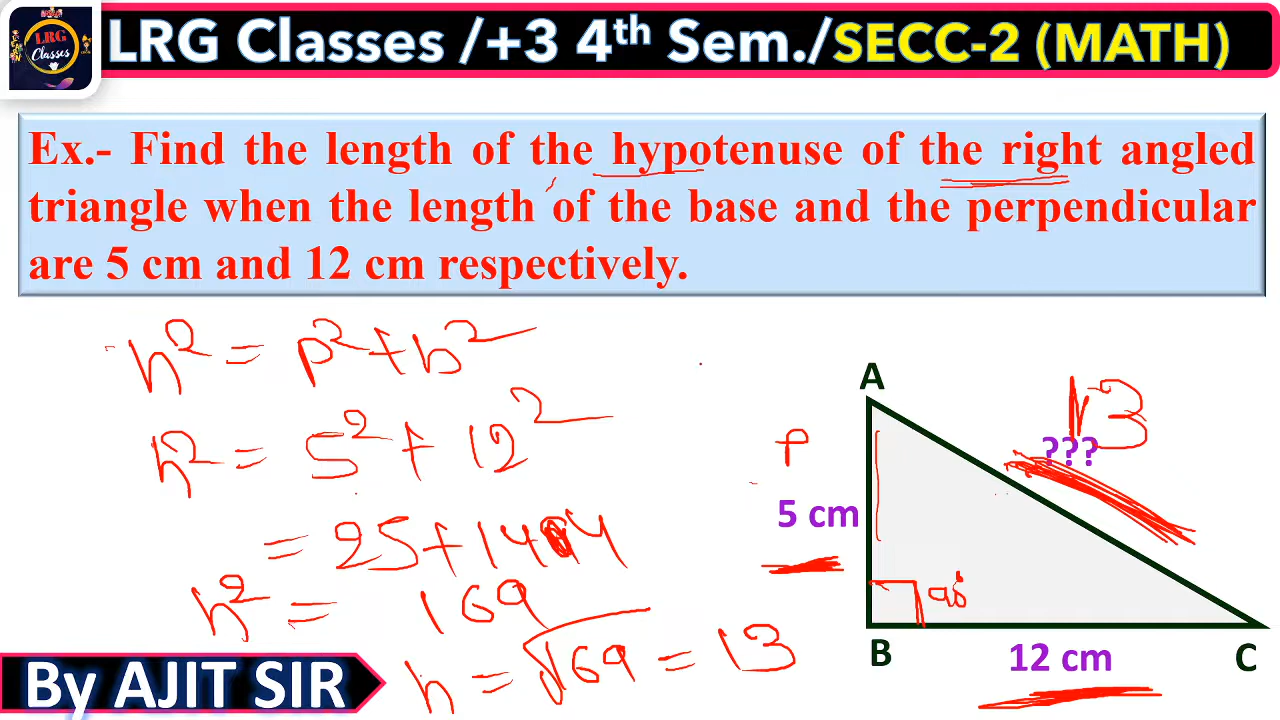 LRG Classes
LRG Classes /+3 4th Sem./SECC-2 (MATH)
Ex.- Find the length of the hypotenuse of the right angled
triangle when the length of the base and the perpendicular
are 5 cm and 12 cm respectively.
h² = p² + b²
h² = 5² + 12²
= 25 + 144
h² = 169
h = √169 = 13
A
13
???
P
5 cm
90°
B
12 cm
C
By AJIT SIR